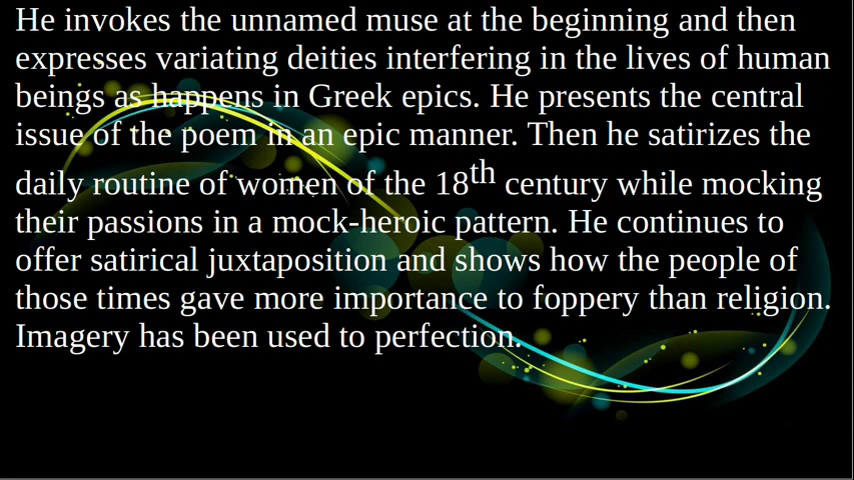 He invokes the unnamed muse at the beginning and then
expresses variating deities interfering in the lives of human
beings as happens in Greek epics. He presents the central
issue of the poem in an epic manner. Then he satirizes the
daily routine of women of the 18th century while mocking
their passions in a mock-heroic pattern. He continues to
offer satirical juxtaposition and shows how the people of
those times gave more importance to foppery than religion.
Imagery has been used to perfection.